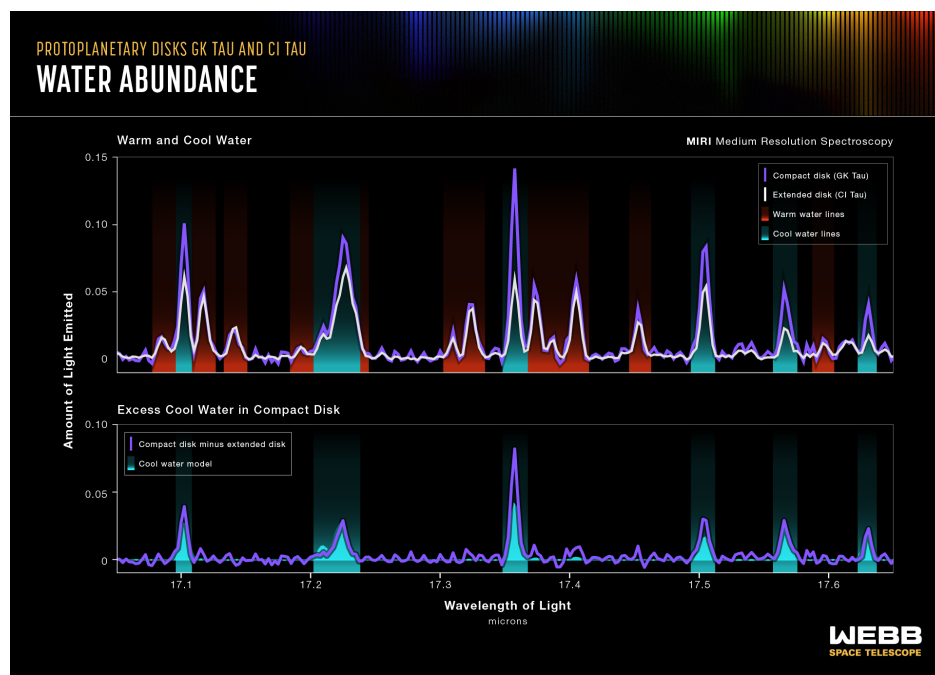 PROTOPLANETARY DISKS GK TAU AND CI TAU
WATER ABUNDANCE
Warm and Cool Water
MIRI Medium Resolution Spectroscopy
0.15
0.10
0.05
0
Compact disk (GK Tau)
Extended disk (CI Tau)
Warm water lines
Cool water lines
Amount of Light Emitted
Excess Cool Water in Compact Disk
0.10
0.05
0
Compact disk minus extended disk
Cool water model
17.1
17.2
17.3
17.4
17.5
17.6
Wavelength of Light
microns
WEBB
SPACE TELESCOPE